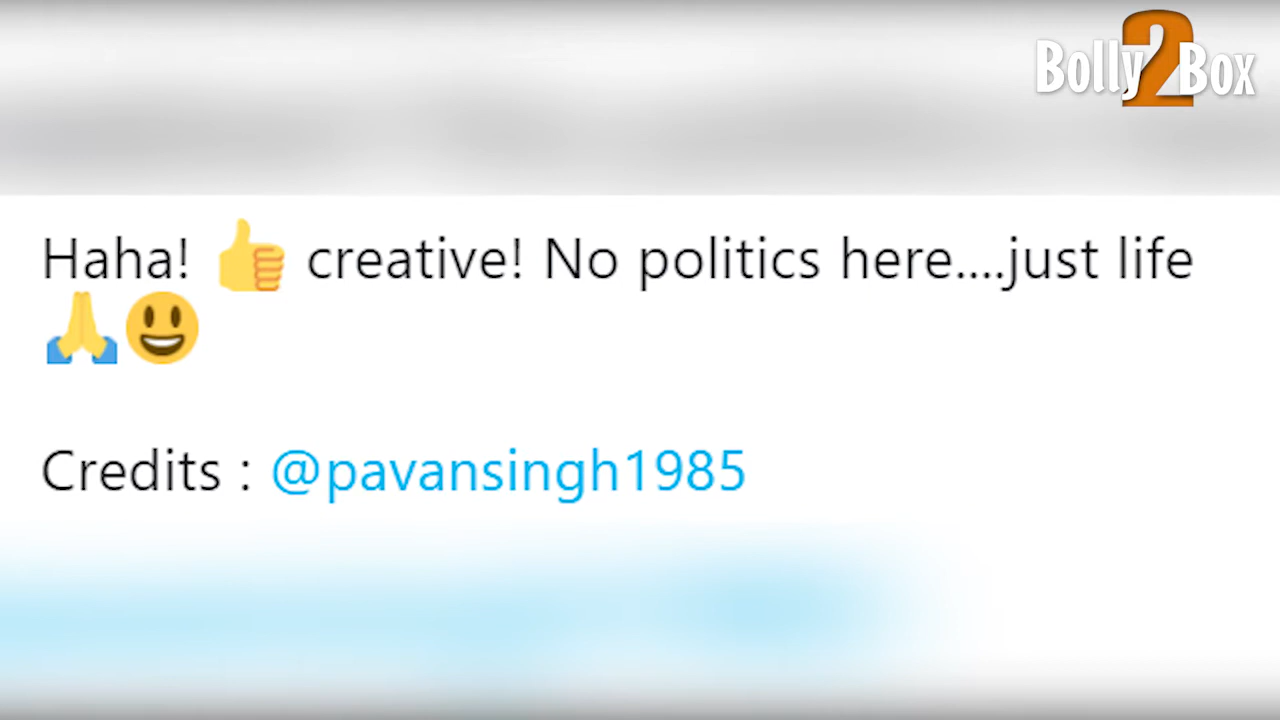 Bolly2Box
Haha! 👍 creative! No politics here....just life
🙏😃
Credits : @pavansingh1985